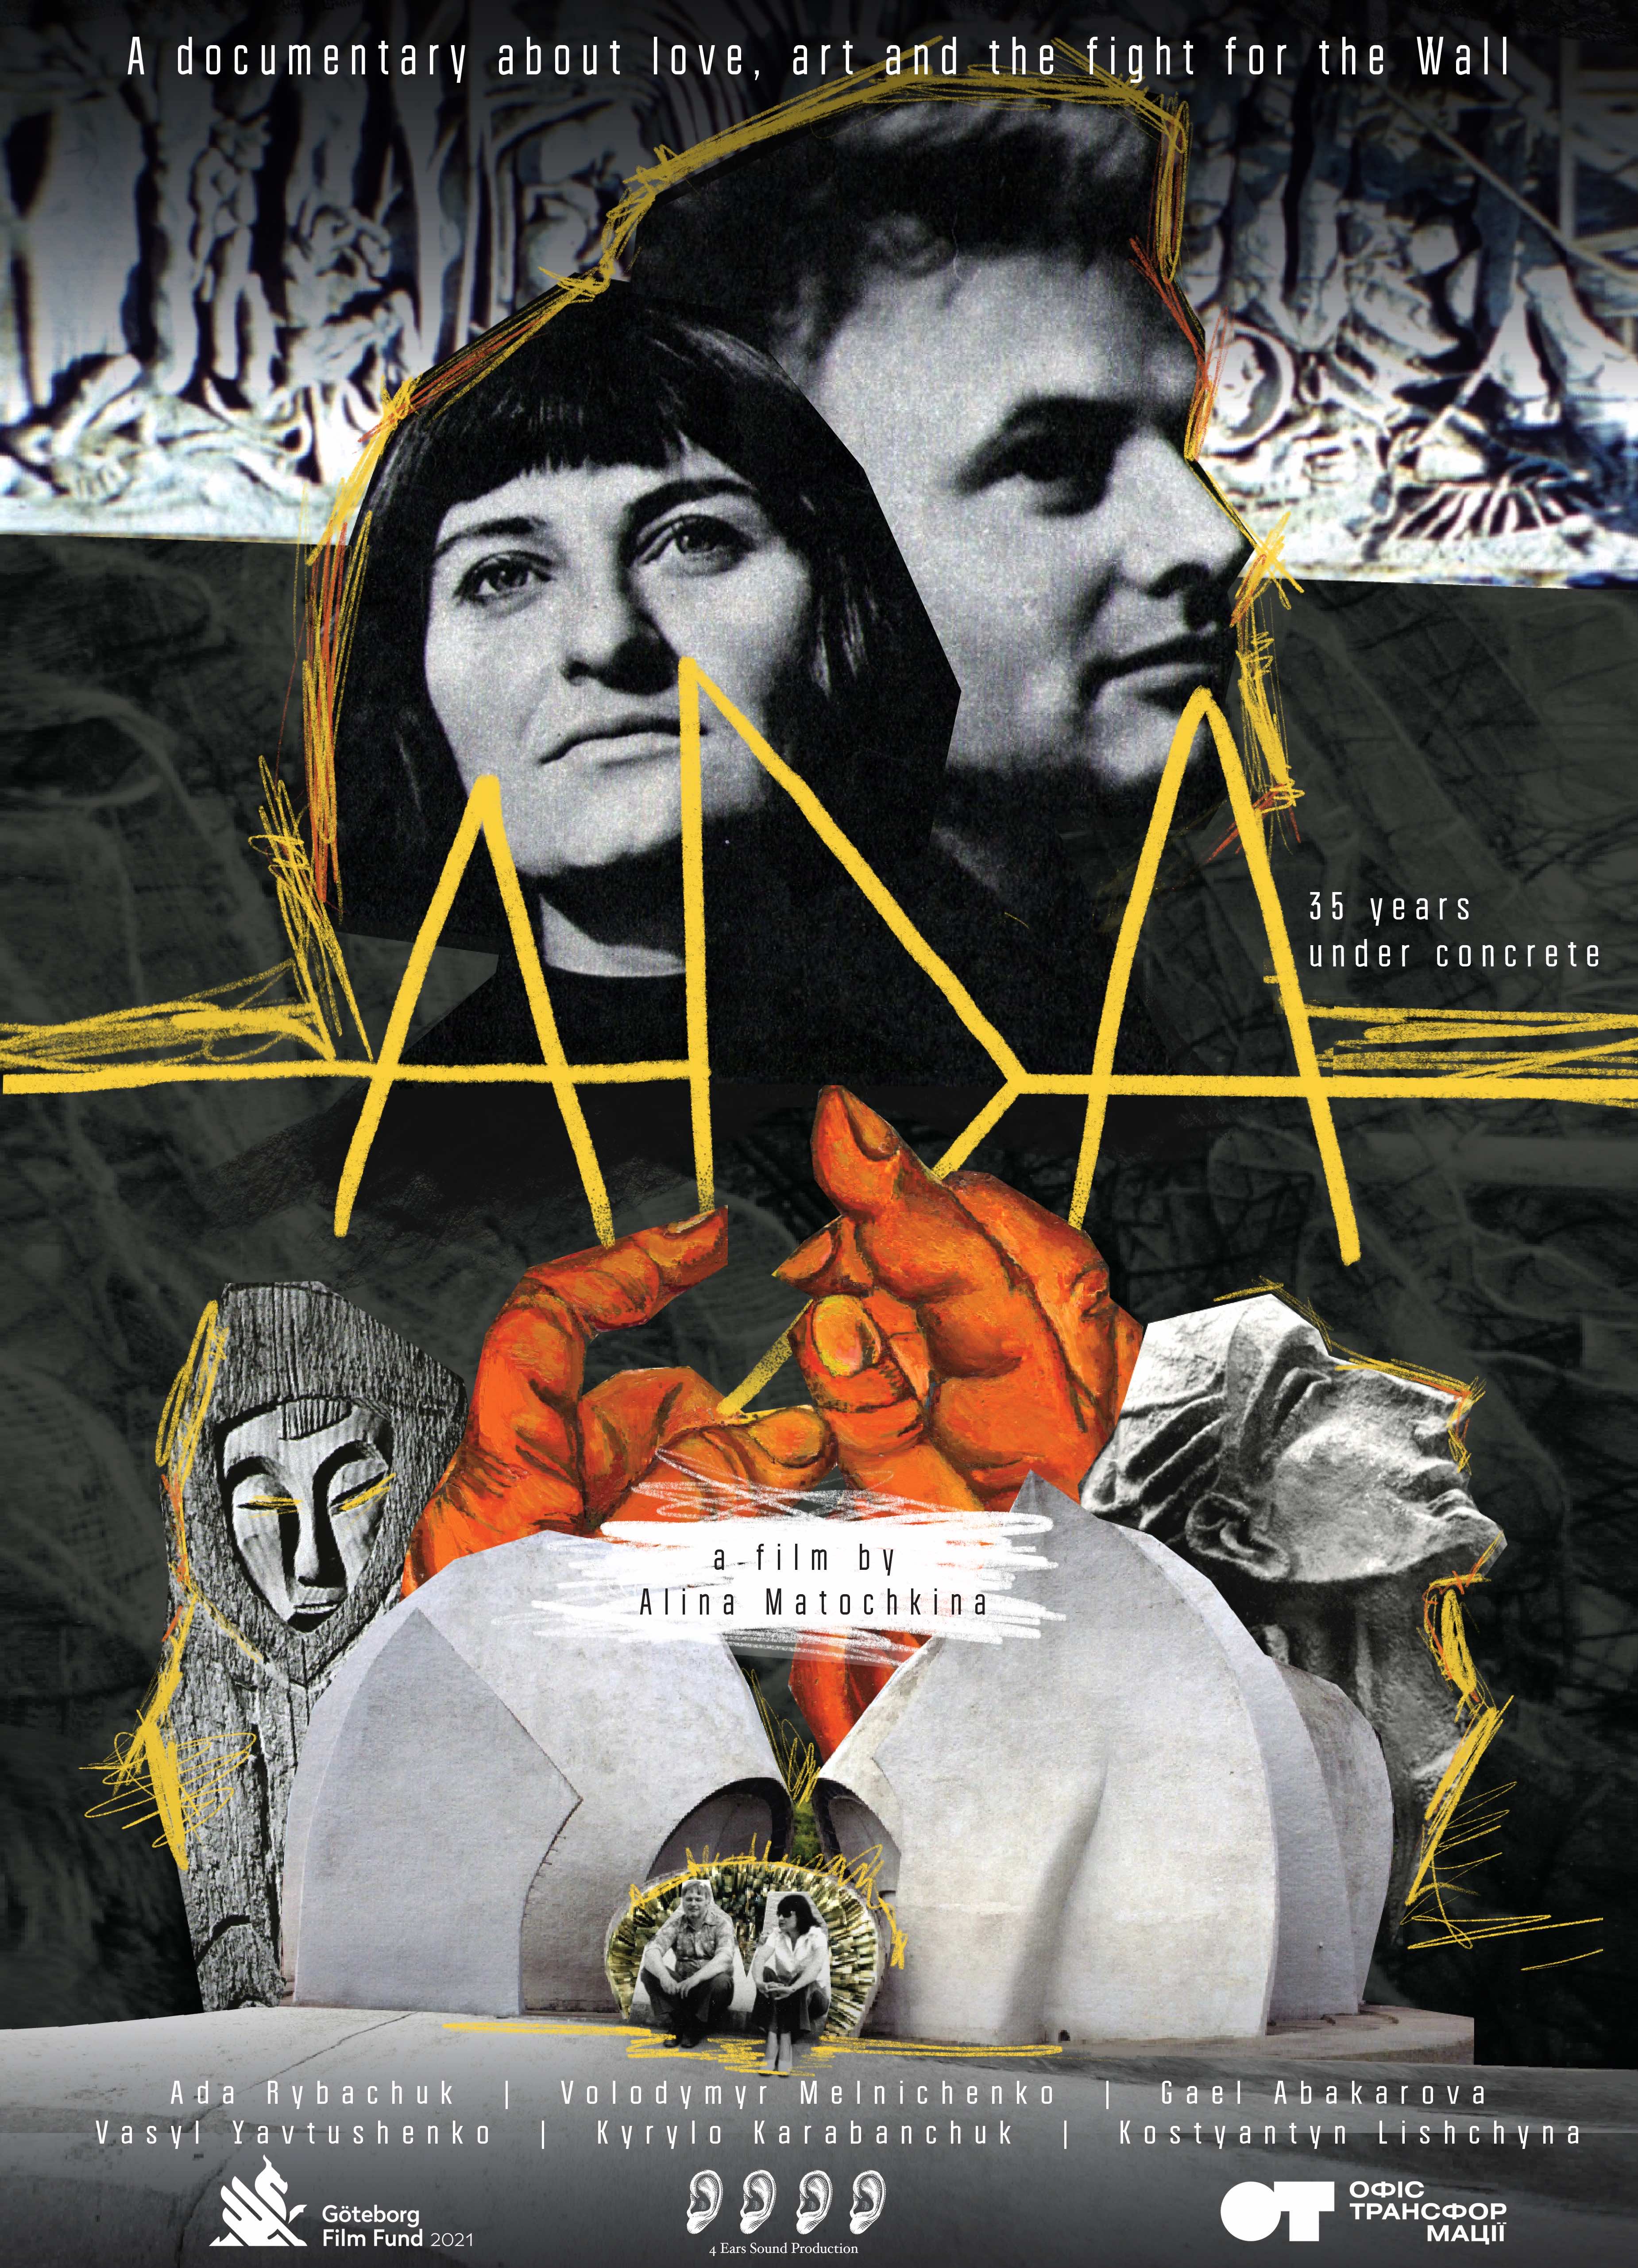 A documentary about love, art and the fight for the Wall
ADA
35 years
under concrete
a film by
Alina Matochkina
Ada Rybachuk | Volodymyr Melnichenko | Gael Abakarova
Vasyl Yavtushenko | Kyrylo Karabanchuk | Kostyantyn Lishchyna
Göteborg
Film Fund 2021
4 Ears Sound Production
ОТ
ОФІС
ТРАНСФОР
МАЦІЇ